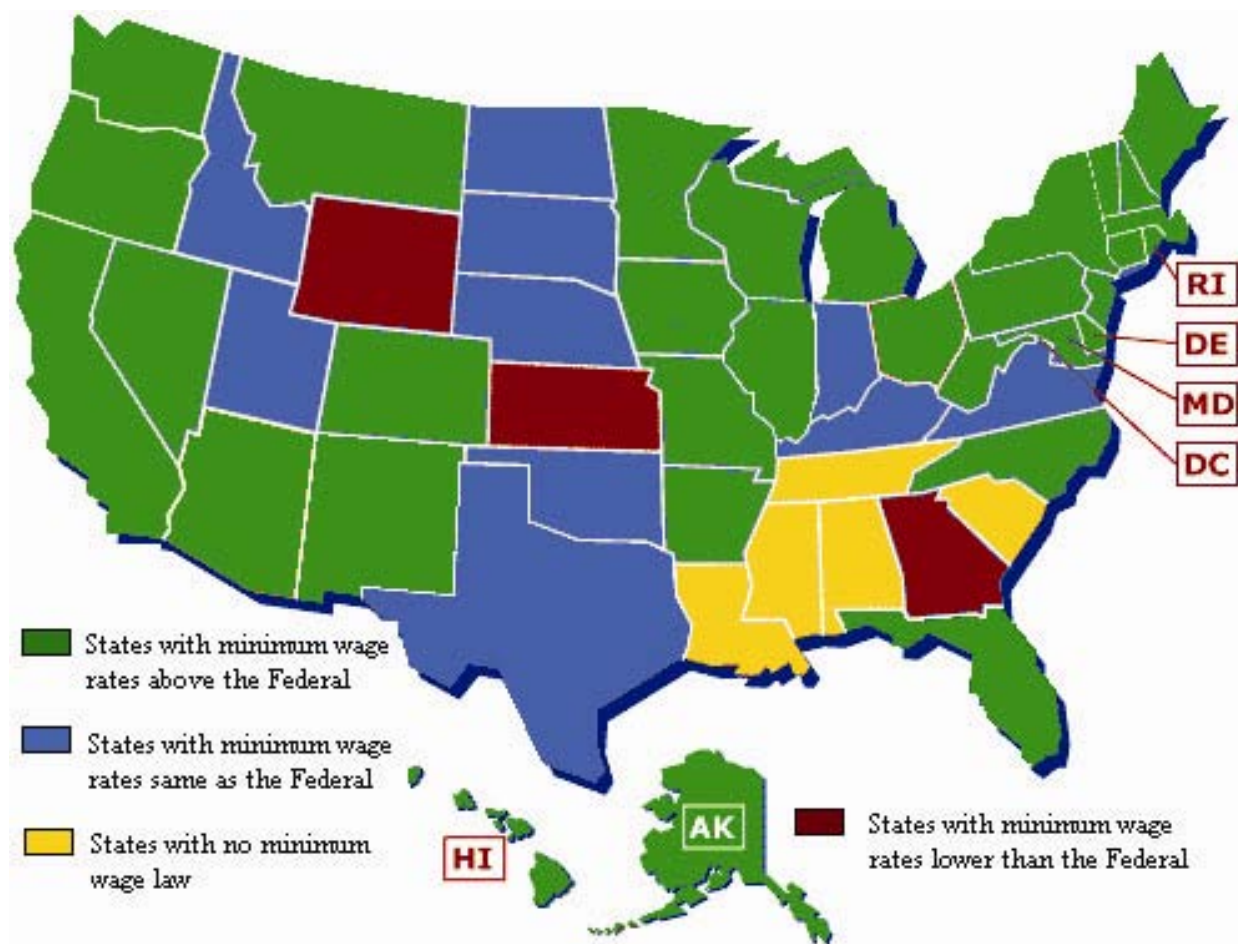 RI
DE
MD
DC
States with minimum wage
rates above the Federal
States with minimum wage
rates same as the Federal
States with no minimum
wage law
HI
AK
States with minimum wage
rates lower than the Federal